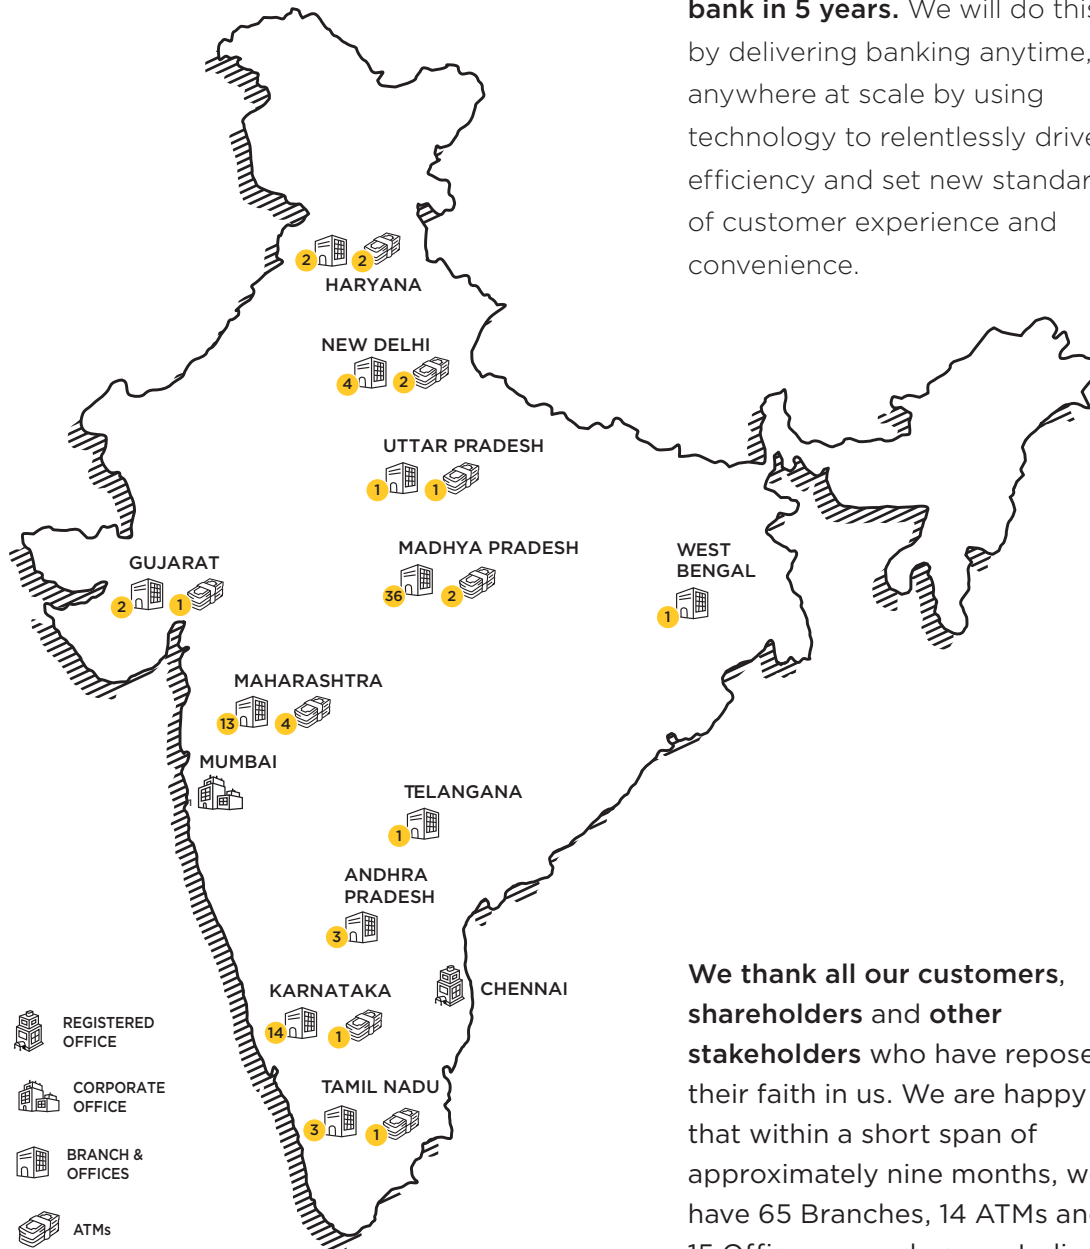 bank in 5 years. We will do this
by delivering banking anytime,
anywhere at scale by using
technology to relentlessly drive
efficiency and set new standar
of customer experience and
convenience.
2 2
HARYANA
NEW DELHI
4 2
UTTAR PRADESH
1 1
MADHYA PRADESH
36 2
WEST
BENGAL
1
GUJARAT
2 1
MAHARASHTRA
13 4
MUMBAI
TELANGANA
1
ANDHRA
PRADESH
3
CHENNAI
KARNATAKA
14 1
TAMIL NADU
3 1
REGISTERED
OFFICE
CORPORATE
OFFICE
BRANCH &
OFFICES
ATMs
We thank all our customers,
shareholders and other
stakeholders who have repose
their faith in us. We are happy
that within a short span of
approximately nine months, w
have 65 Branches, 14 ATMs an